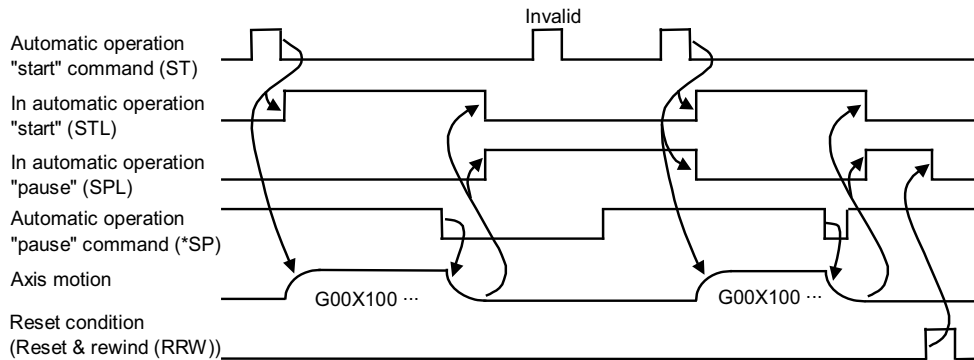 Invalid
Automatic operation
"start" command (ST)
In automatic operation
"start" (STL)
In automatic operation
"pause" (SPL)
Automatic operation
"pause" command (*SP)
Axis motion
G00X100 ···
G00X100 ···
Reset condition
(Reset & rewind (RRW))